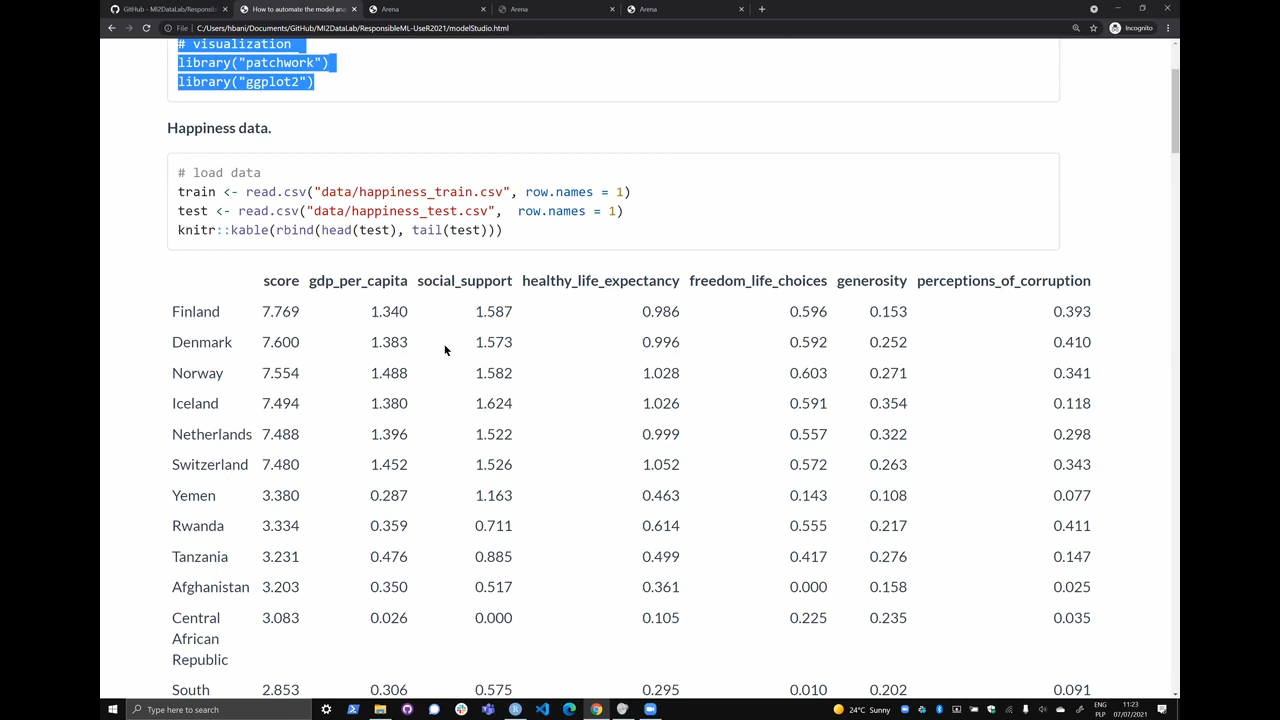 GitHub - MI2DataLab/Responsib
How to automate the model ana
Arena
Arena
Arena
File
C:/Users/hbani/Documents/GitHub/MI2DataLab/ResponsibleML-UseR2021/modelStudio.html
Incognito
# visualization
library("patchwork")
library("ggplot2")
Happiness data.
# load data
train <- read.csv("data/happiness_train.csv", row.names = 1)
test <- read.csv("data/happiness_test.csv",  row.names = 1)
knitr::kable(rbind(head(test), tail(test)))
score gdp_per_capita social_support healthy_life_expectancy freedom_life_choices generosity perceptions_of_corruption
Finland 7.769 1.340 1.587 0.986 0.596 0.153 0.393
Denmark 7.600 1.383 1.573 0.996 0.592 0.252 0.410
Norway 7.554 1.488 1.582 1.028 0.603 0.271 0.341
Iceland 7.494 1.380 1.624 1.026 0.591 0.354 0.118
Netherlands 7.488 1.396 1.522 0.999 0.557 0.322 0.298
Switzerland 7.480 1.452 1.526 1.052 0.572 0.263 0.343
Yemen 3.380 0.287 1.163 0.463 0.143 0.108 0.077
Rwanda 3.334 0.359 0.711 0.614 0.555 0.217 0.411
Tanzania 3.231 0.476 0.885 0.499 0.417 0.276 0.147
Afghanistan 3.203 0.350 0.517 0.361 0.000 0.158 0.025
Central 3.083 0.026 0.000 0.105 0.225 0.235 0.035
African
Republic
South 2.853 0.306 0.575 0.295 0.010 0.202 0.091
Type here to search
24°C Sunny
ENG
PLP
11:23
07/07/2021